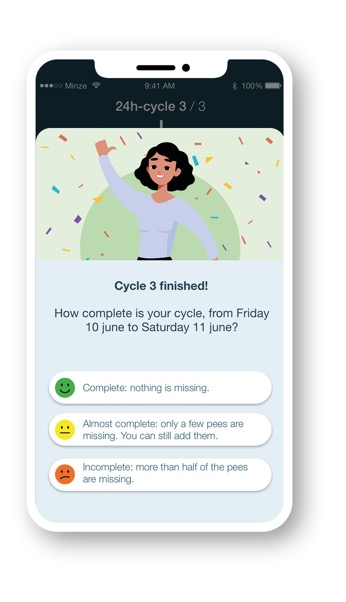 Minze 9:41 AM 100%
24h-cycle 3 / 3
Cycle 3 finished!
How complete is your cycle, from Friday
10 june to Saturday 11 june?
Complete: nothing is missing.
Almost complete: only a few pees are
missing. You can still add them.
Incomplete: more than half of the pees
are missing.